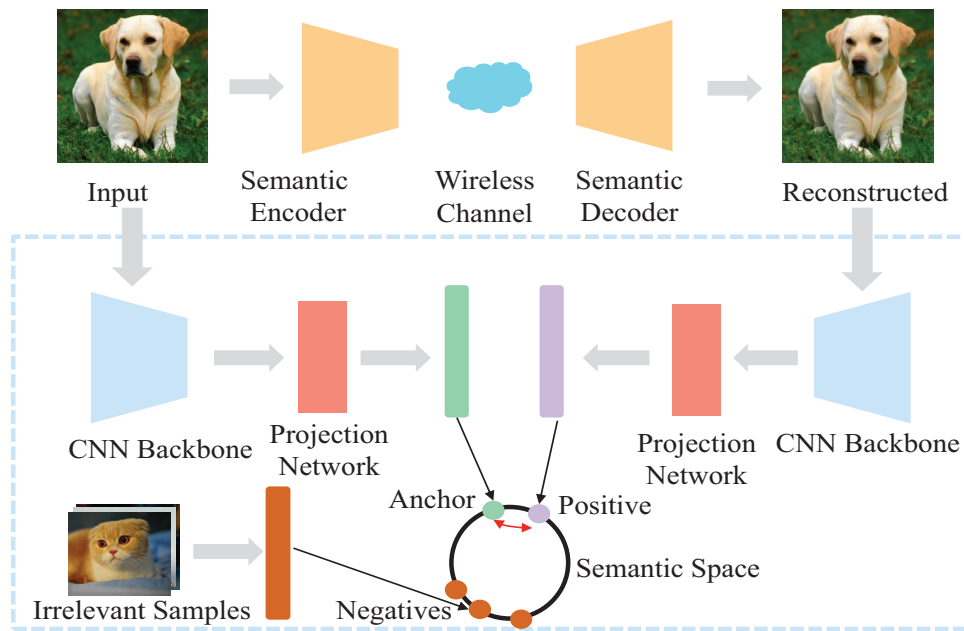 Input
Semantic
Encoder
Wireless
Channel
Semantic
Decoder
Reconstructed
CNN Backbone
Projection
Network
Projection
Network
CNN Backbone
Anchor
Positive
Semantic Space
Irrelevant Samples
Negatives